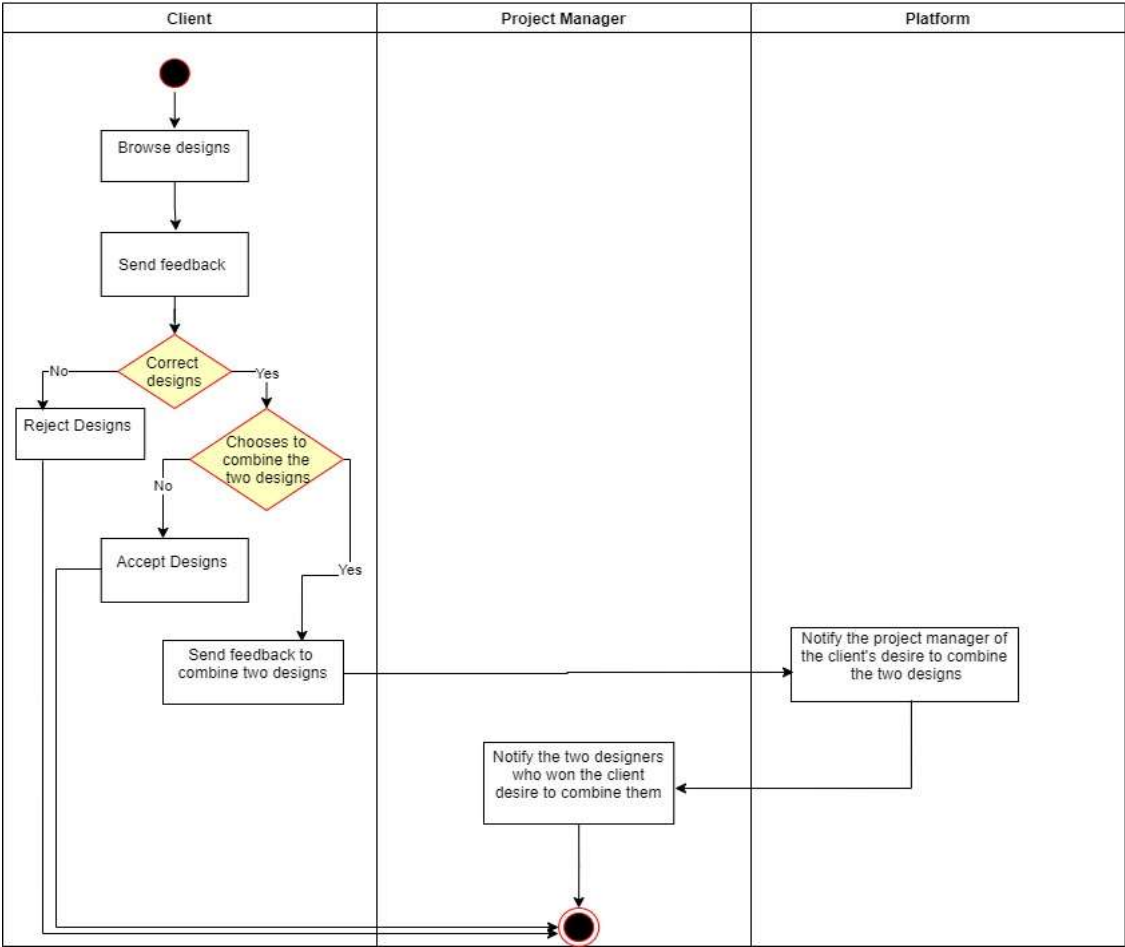 Client
Project Manager
Platform
Browse designs
Send feedback
Correct
designs
No
Yes
Reject Designs
Chooses to
combine the
two designs
No
Yes
Accept Designs
Send feedback to
combine two designs
Notify the project manager of
the client's desire to combine
the two designs
Notify the two designers
who won the client
desire to combine them